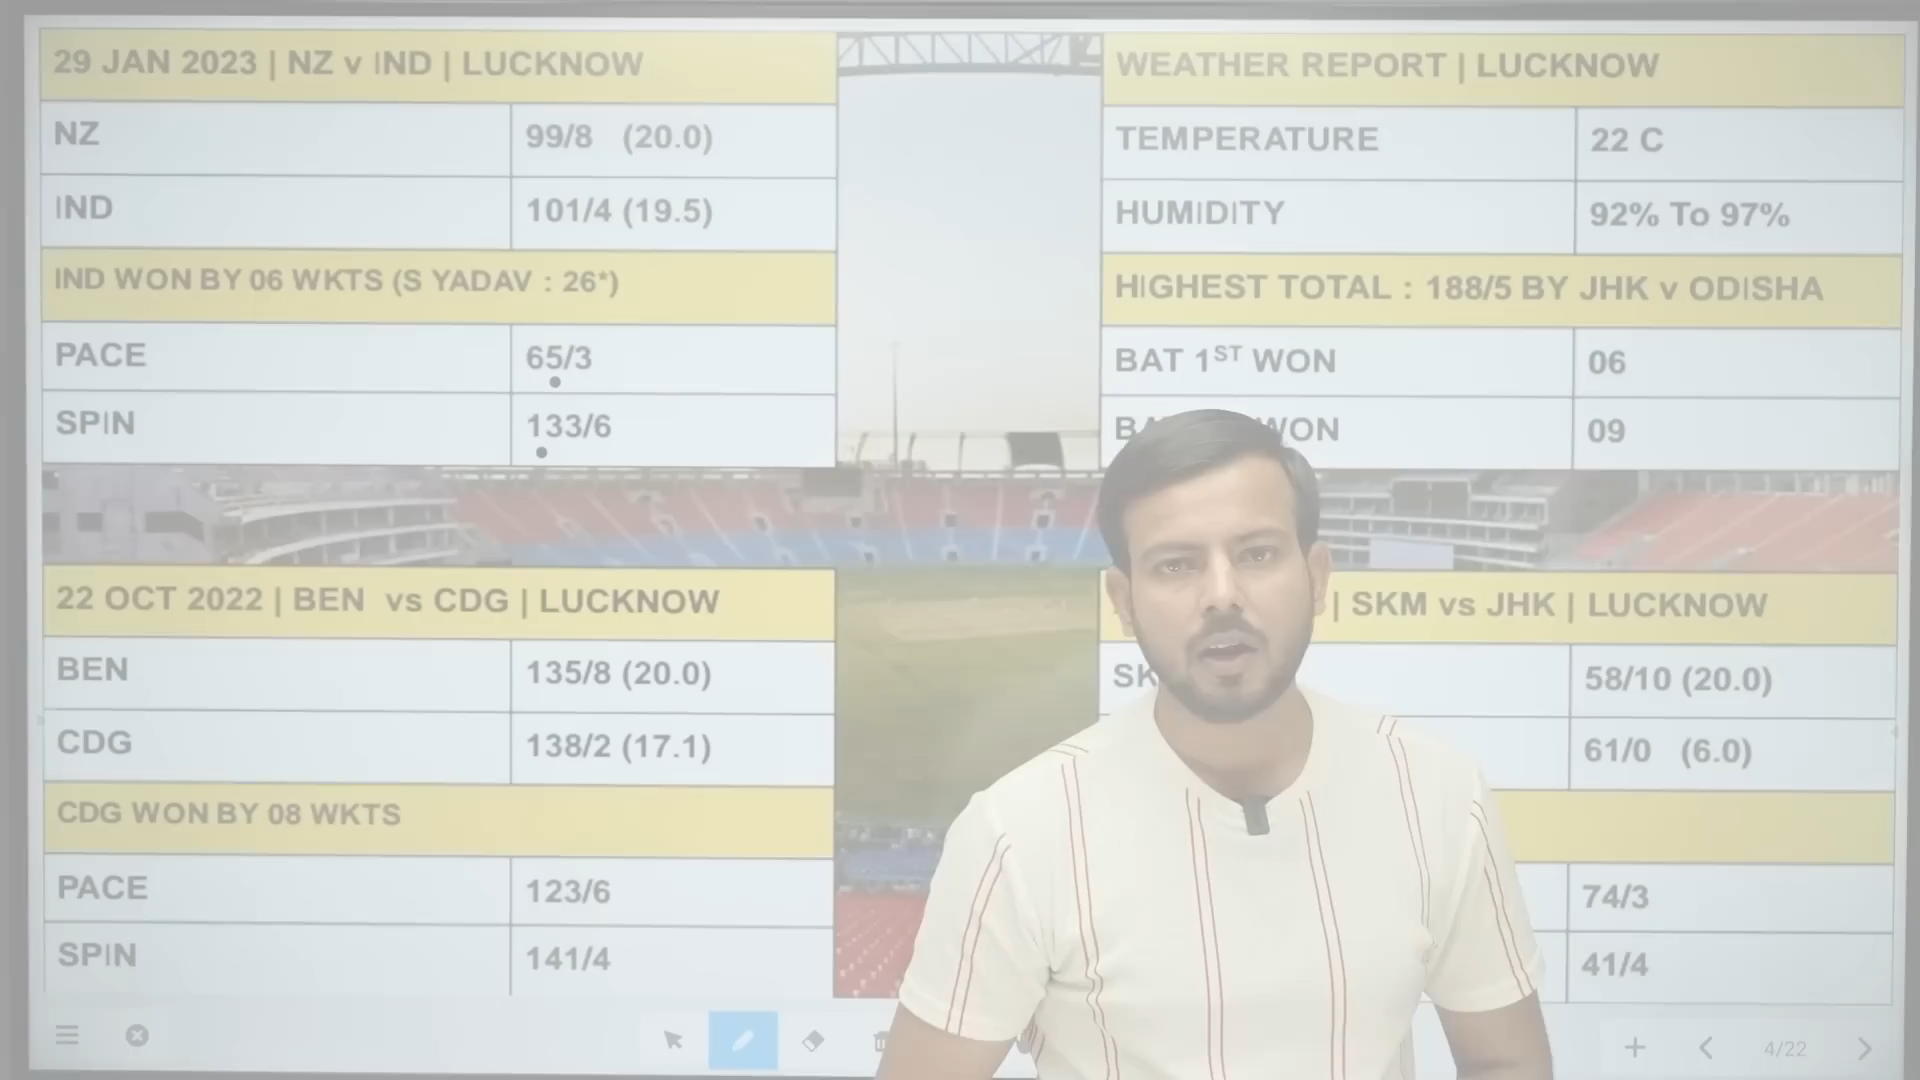 29 JAN 2023 | NZ v IND | LUCKNOW
NZ 99/8 (20.0)
IND 101/4 (19.5)
IND WON BY 06 WKTS (S YADAV : 26*)
PACE 65/3
SPIN 133/6
WEATHER REPORT | LUCKNOW
TEMPERATURE 22 C
HUMIDITY 92% To 97%
HIGHEST TOTAL : 188/5 BY JHK v ODISHA
BAT 1ST WON 06
WON 09
22 OCT 2022 | BEN vs CDG | LUCKNOW
BEN 135/8 (20.0)
CDG 138/2 (17.1)
CDG WON BY 08 WKTS
PACE 123/6
SPIN 141/4
| SKM vs JHK | LUCKNOW
58/10 (20.0)
61/0 (6.0)
74/3
41/4
4/22